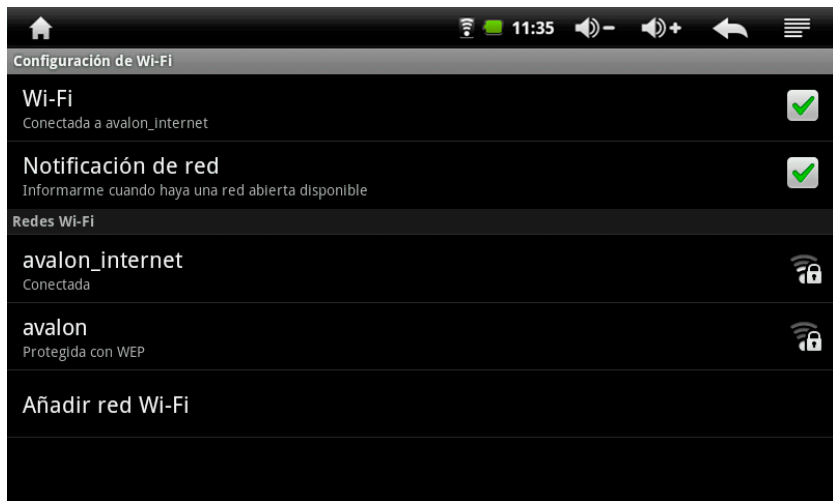 11:35
Configuración de Wi-Fi
Wi-Fi
Conectada a avalon_internet
Notificación de red
Informarme cuando haya una red abierta disponible
Redes Wi-Fi
avalon_internet
Conectada
avalon
Protegida con WEP
Añadir red Wi-Fi